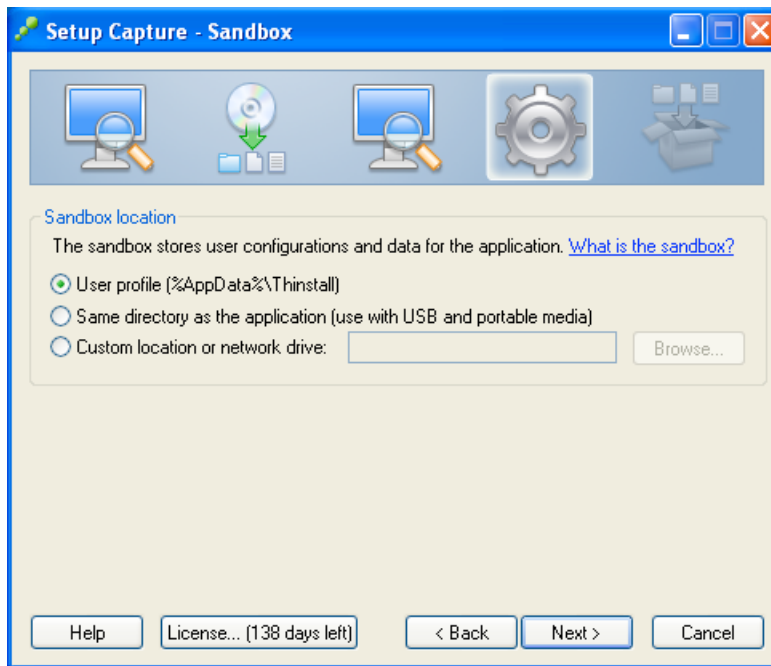 Setup Capture - Sandbox
Sandbox location
The sandbox stores user configurations and data for the application. What is the sandbox?
User profile (%AppData%\Thinstall)
Same directory as the application (use with USB and portable media)
Custom location or network drive:
Browse...
Help
License... (138 days left)
< Back
Next >
Cancel